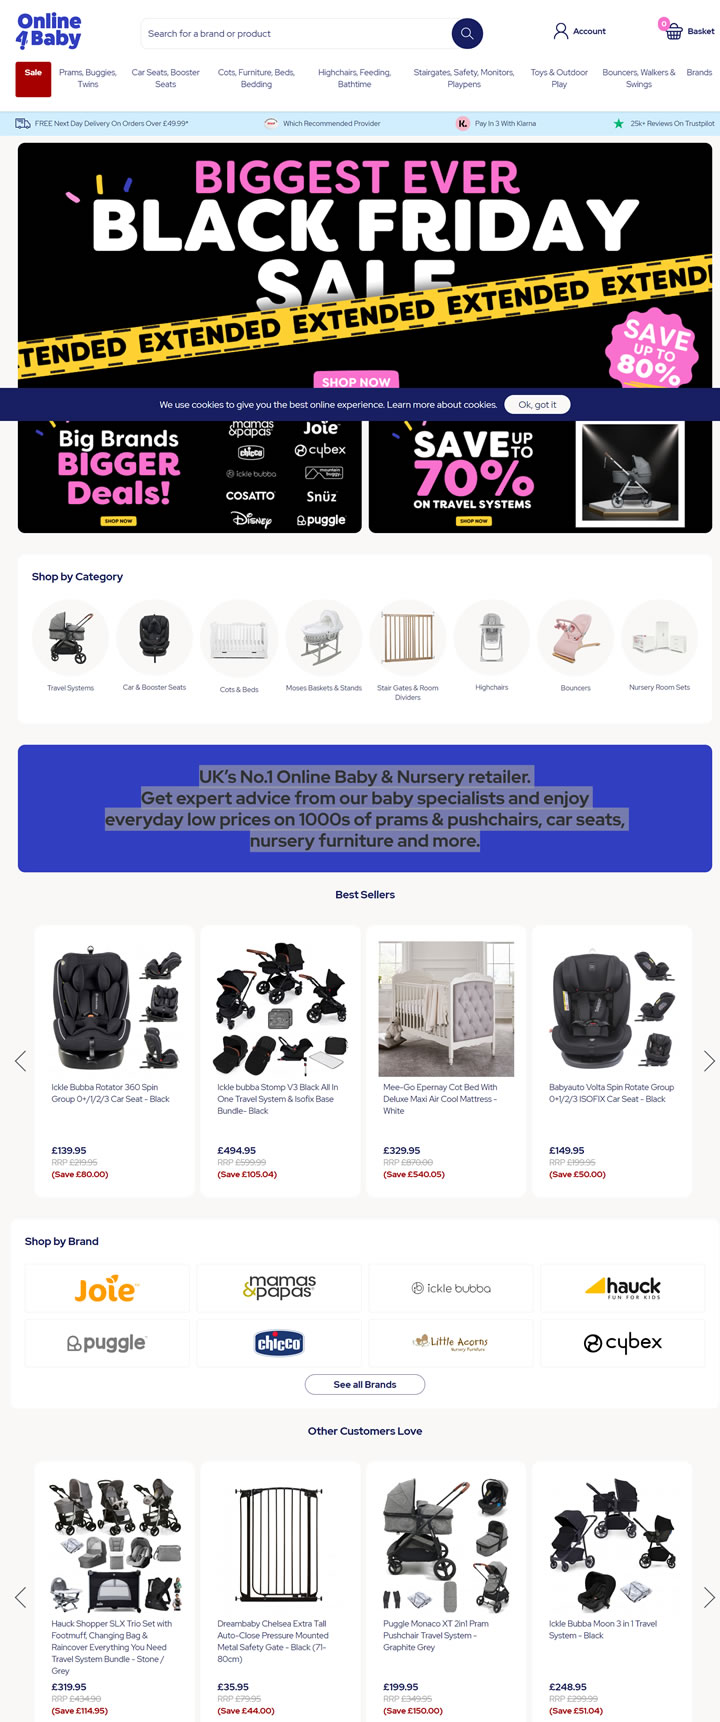 Online
4Baby
Search for a brand or product
Account
0
Basket
Sale
Prams, Buggies,
Twins
Car Seats, Booster
Seats
Cots, Furniture, Beds,
Bedding
Highchairs, Feeding,
Bathtime
Stairgates, Safety, Monitors,
Playpens
Toys & Outdoor
Play
Bouncers, Walkers &
Swings
Brands
FREE Next Day Delivery On Orders Over £49.99*
Which Recommended Provider
K.
Pay In 3 With Klarna
25k+ Reviews On Trustpilot
BIGGEST EVER
BLACK FRIDAY
SALE
TENDED EXTENDED EXTENDED EXTENDED EXTENDED EXTEND
SAVE
UP TO
80%
SHOP NOW
We use cookies to give you the best online experience. Learn more about cookies.
Ok, got it
Big Brands
BIGGER
Deals!
SHOP NOW
mamas
&papas
Joie
chicco
cybex
ickle bubba
mountain
buggy
COSATTO
Snüz
Disney
puggle
SAVE UP TO
70%
ON TRAVEL SYSTEMS
SHOP NOW
Shop by Category
Travel Systems
Car & Booster Seats
Cots & Beds
Moses Baskets & Stands
Stair Gates & Room
Dividers
Highchairs
Bouncers
Nursery Room Sets
UK's No.1 Online Baby & Nursery retailer.
Get expert advice from our baby specialists and enjoy
everyday low prices on 1000s of prams & pushchairs, car seats,
nursery furniture and more.
Best Sellers
Ickle Bubba Rotator 360 Spin
Group 0+/1/2/3 Car Seat - Black
£139.95
RRP £219.95
(Save £80.00)
Ickle bubba Stomp V3 Black All In
One Travel System & Isofix Base
Bundle- Black
£494.95
RRP £599.99
(Save £105.04)
Mee-Go Epernay Cot Bed With
Deluxe Maxi Air Cool Mattress -
White
£329.95
RRP £870.00
(Save £540.05)
Babyauto Volta Spin Rotate Group
0+1/2/3 ISOFIX Car Seat - Black
£149.95
RRP £199.95
(Save £50.00)
Shop by Brand
Joie
mamas
&papas
ickle bubba
hauck
FUN FOR KIDS
puggle
chicco
Little Acorns
Nursery Furniture
cybex
See all Brands
Other Customers Love
Hauck Shopper SLX Trio Set with
Footmuff, Changing Bag &
Raincover Everything You Need
Travel System Bundle - Stone /
Grey
£319.95
RRP £434.90
(Save £114.95)
Dreambaby Chelsea Extra Tall
Auto-Close Pressure Mounted
Metal Safety Gate - Black (71-
80cm)
£35.95
RRP £79.95
(Save £44.00)
Puggle Monaco XT 2in1 Pram
Pushchair Travel System -
Graphite Grey
£199.95
RRP £349.95
(Save £150.00)
Ickle Bubba Moon 3 in 1 Travel
System - Black
£248.95
RRP £299.99
(Save £51.04)